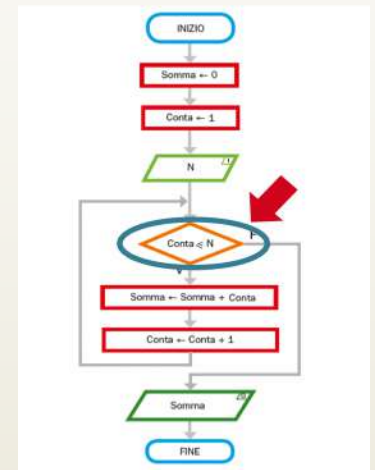 INIZIO
Somma ← 0
Conta ← 1
N
Conta ⩽ N
F
V
Somma ← Somma + Conta
Conta ← Conta + 1
Somma
FINE